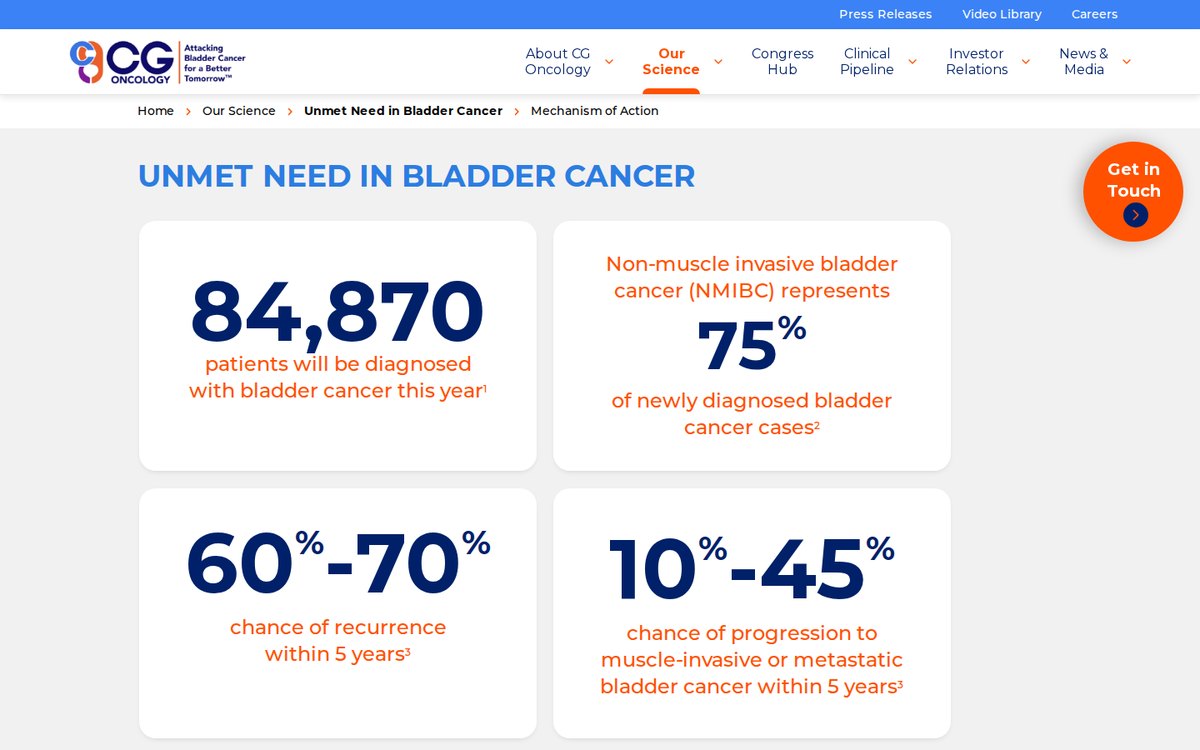 Press Releases
Video Library
Careers
CG
ONCOLOGY
Attacking
Bladder Cancer
for a Better
Tomorrow™
About CG
Oncology
Our
Science
Congress
Hub
Clinical
Pipeline
Investor
Relations
News &
Media
Home > Our Science > Unmet Need in Bladder Cancer > Mechanism of Action
UNMET NEED IN BLADDER CANCER
Get in
Touch
84,870
patients will be diagnosed
with bladder cancer this year¹
Non-muscle invasive bladder
cancer (NMIBC) represents
75%
of newly diagnosed bladder
cancer cases²
60%-70%
chance of recurrence
within 5 years³
10%-45%
chance of progression to
muscle-invasive or metastatic
bladder cancer within 5 years³